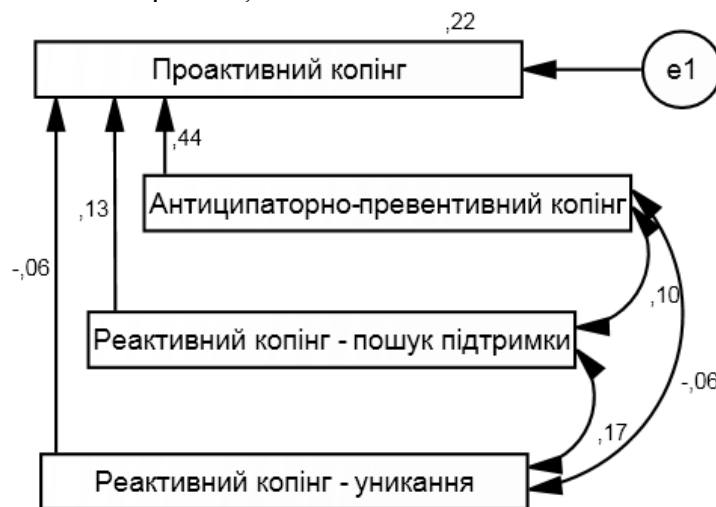 ,22
Проактивний копінг
e1
,44
Антиципаторно-превентивний копінг
,13
-,06
,10
Реактивний копінг - пошук підтримки
-,06
,17
Реактивний копінг - уникання